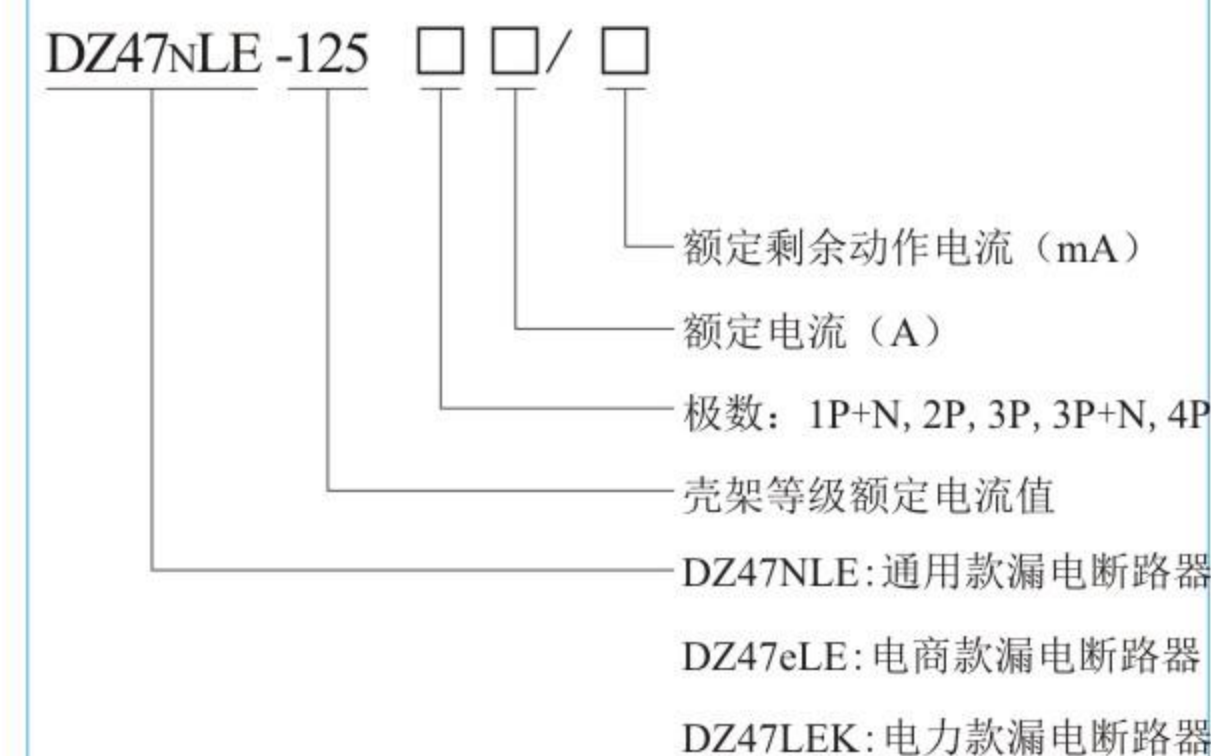 DZ47NLE -125 □ □/ □
额定剩余动作电流（mA）
额定电流（A）
极数：1P+N, 2P, 3P, 3P+N, 4P
壳架等级额定电流值
DZ47NLE:通用款漏电断路器
DZ47eLE:电商款漏电断路器
DZ47LEK:电力款漏电断路器